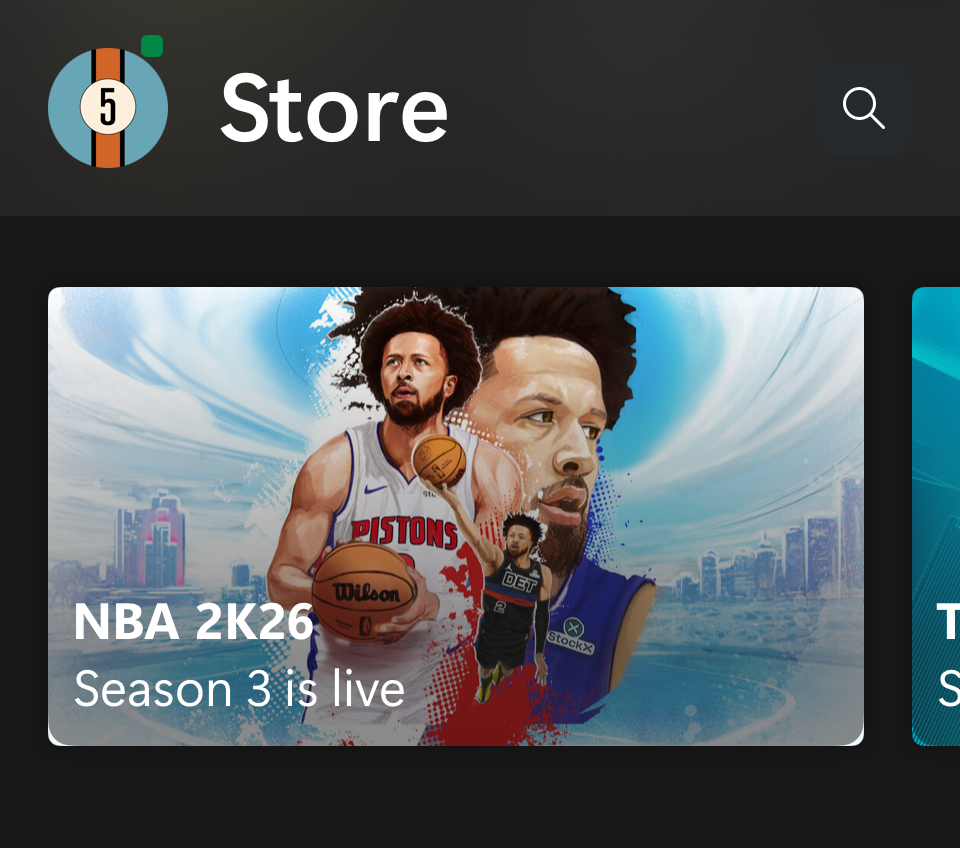 5
Store
PISTONS
Wilson
DET
2
StockX
NBA 2K26
Season 3 is live
T
S